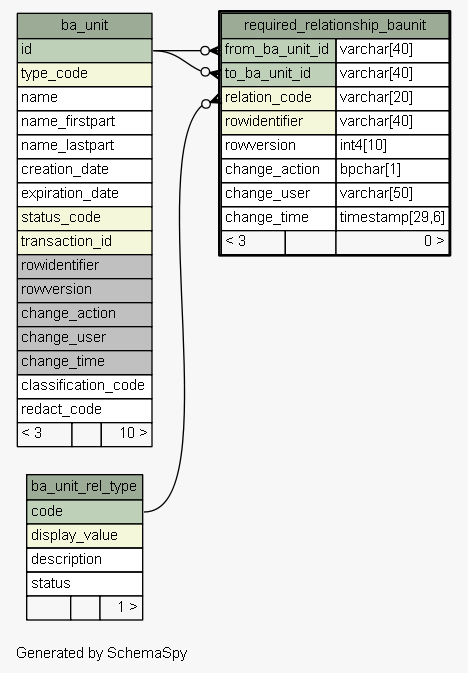 ba_unit
id
type_code
name
name_firstpart
name_lastpart
creation_date
expiration_date
status_code
transaction_id
rowidentifier
rowversion
change_action
change_user
change_time
classification_code
redact_code
< 3 10 >
required_relationship_baunit
from_ba_unit_id varchar[40]
to_ba_unit_id varchar[40]
relation_code varchar[20]
rowidentifier varchar[40]
rowversion int4[10]
change_action bpchar[1]
change_user varchar[50]
change_time timestamp[29,6]
< 3 0 >
ba_unit_rel_type
code
display_value
description
status
1 >
Generated by SchemaSpy